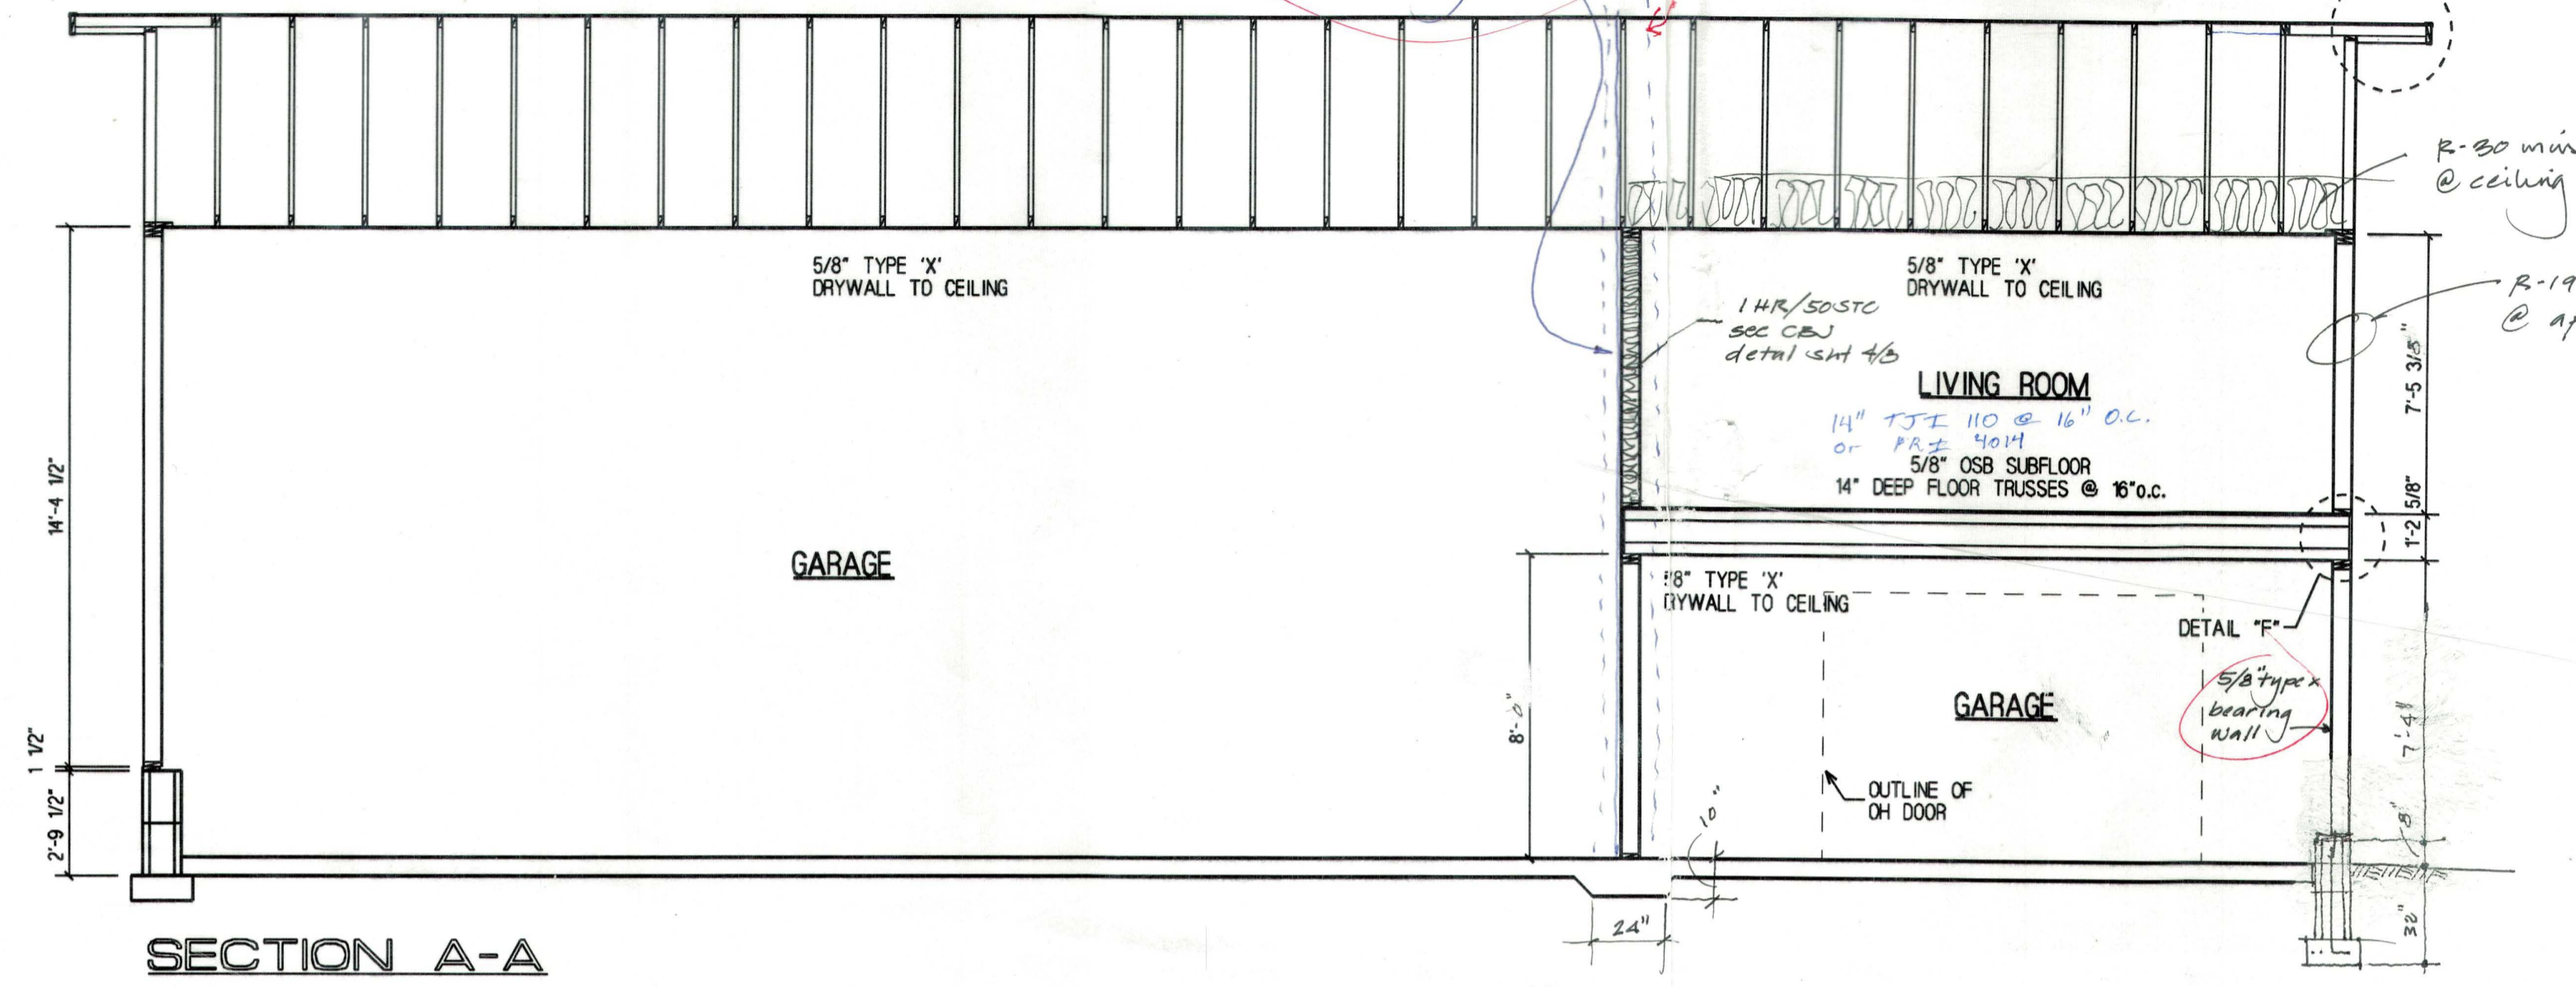 R-30 min
@ ceiling
5/8" TYPE 'X'
DRYWALL TO CEILING
5/8" TYPE 'X'
DRYWALL TO CEILING
R-19
@
1 HR/50STC
see CBJ
detail sht 4/3
LIVING ROOM
14" TJI 110 @ 16" O.C.
or PRI 4014
5/8" OSB SUBFLOOR
14" DEEP FLOOR TRUSSES @ 16"o.c.
7'-5 3/8"
14'-4 1/2"
1'-2 5/8"
GARAGE
/8" TYPE 'X'
RYWALL TO CEILING
DETAIL "F"
5/8" type x
bearing
wall
GARAGE
8'-0"
7'-4"
1 1/2"
2'-9 1/2"
OUTLINE OF
OH DOOR
10"
8"
24"
32"
SECTION A-A